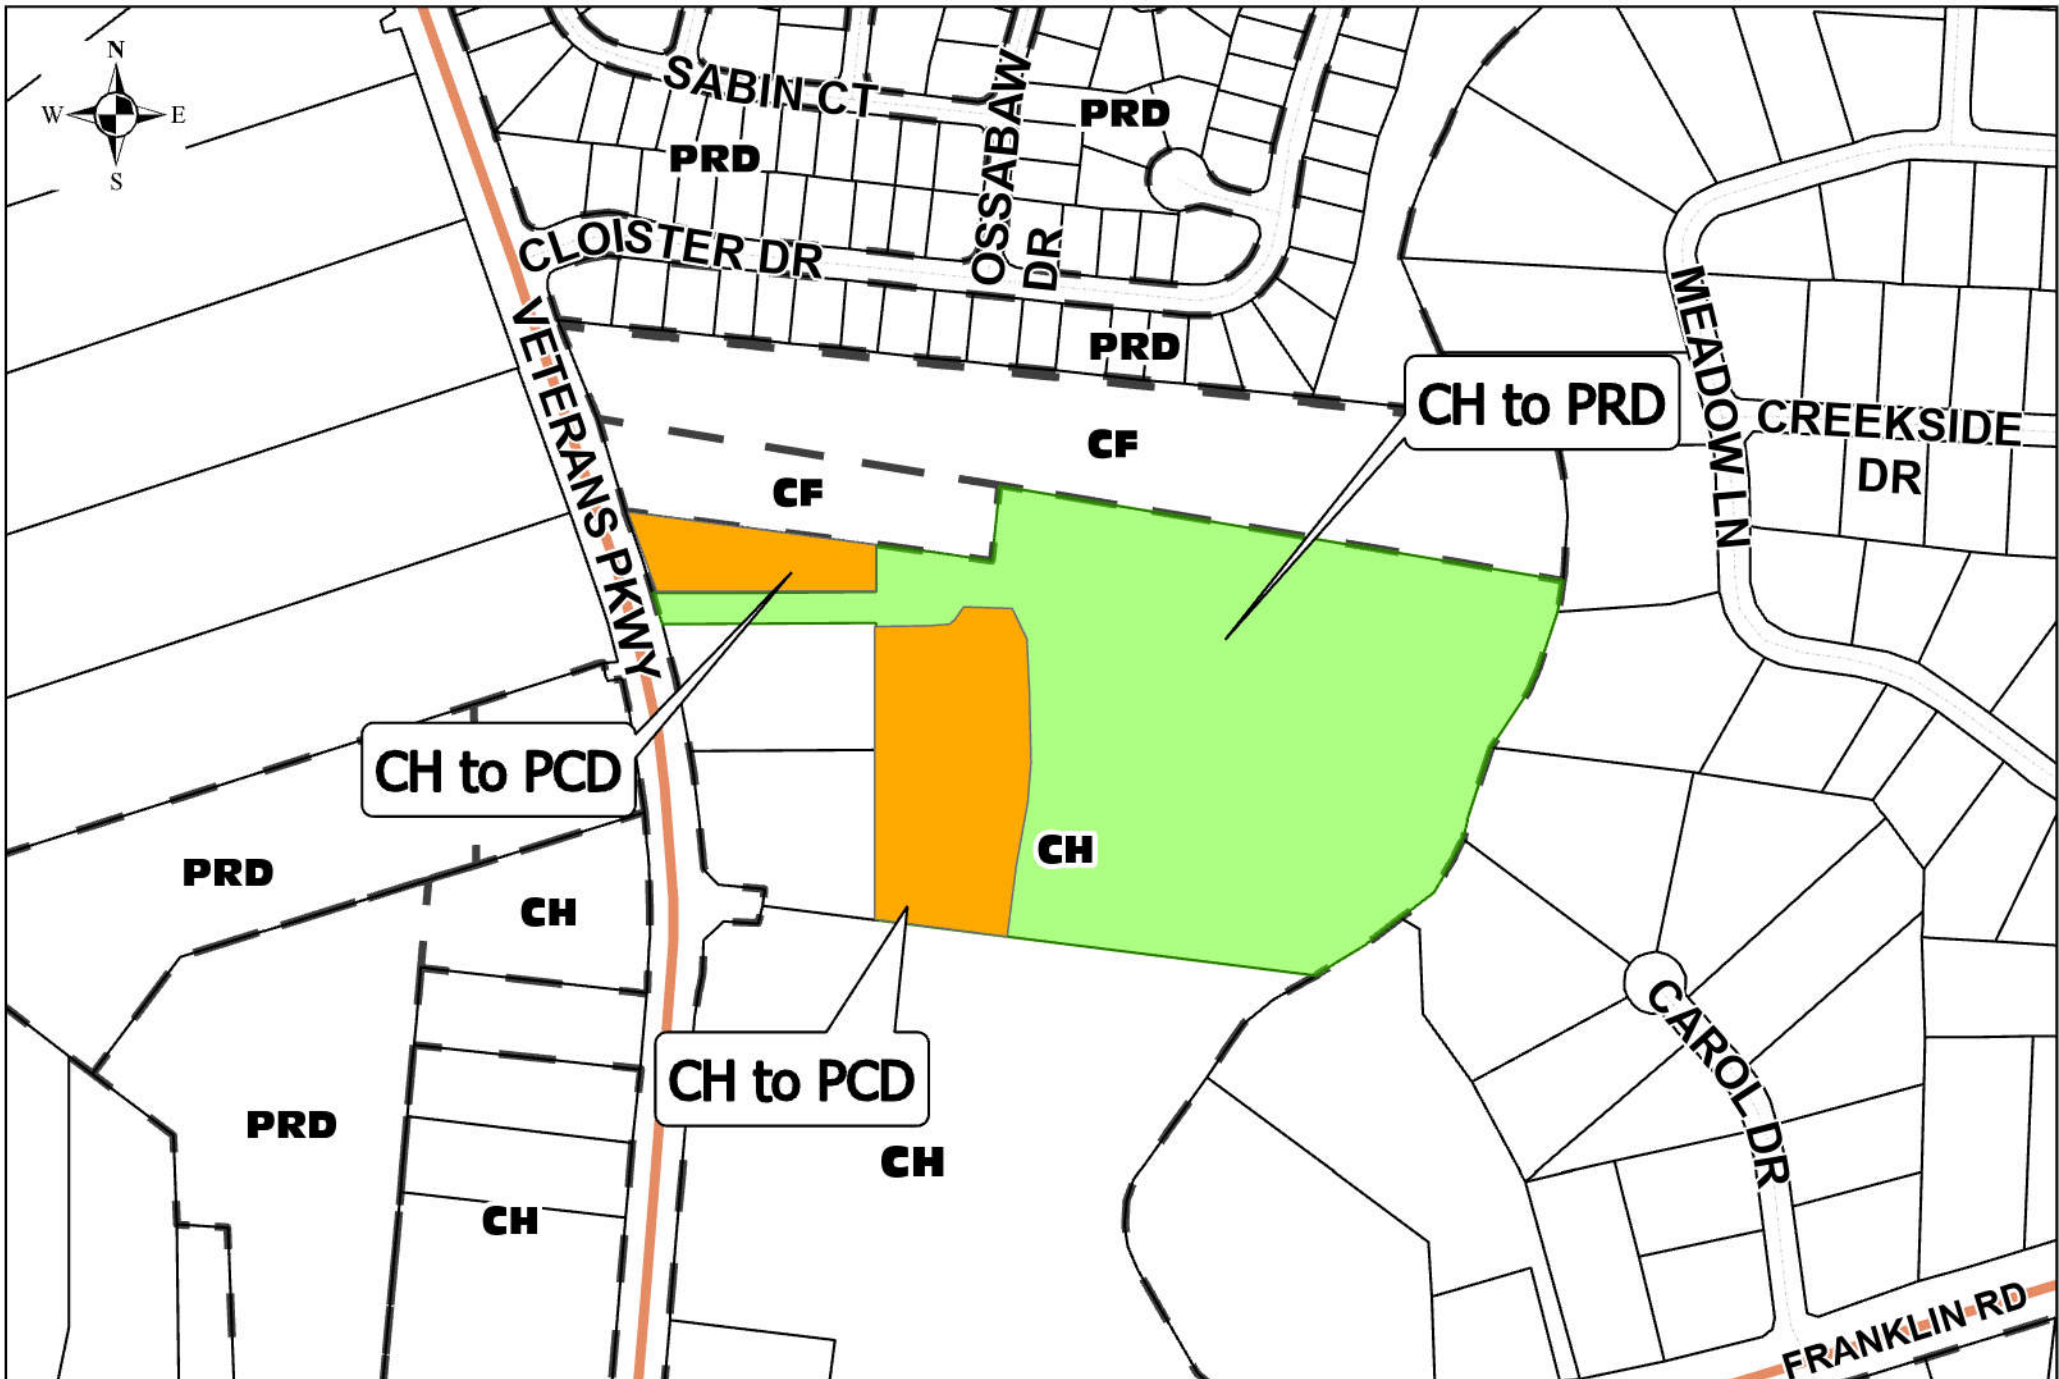 N
W
E
S
SABIN CT
OSSABAW
DR
PRD
PRD
CLOISTER DR
PRD
VETERANS PKWY
MEADOW LN
CREEKSIDE
DR
CH to PRD
CF
CF
CH to PCD
CH
PRD
CH
CH to PCD
PRD
CH
CH
CAROL DR
FRANKLIN RD